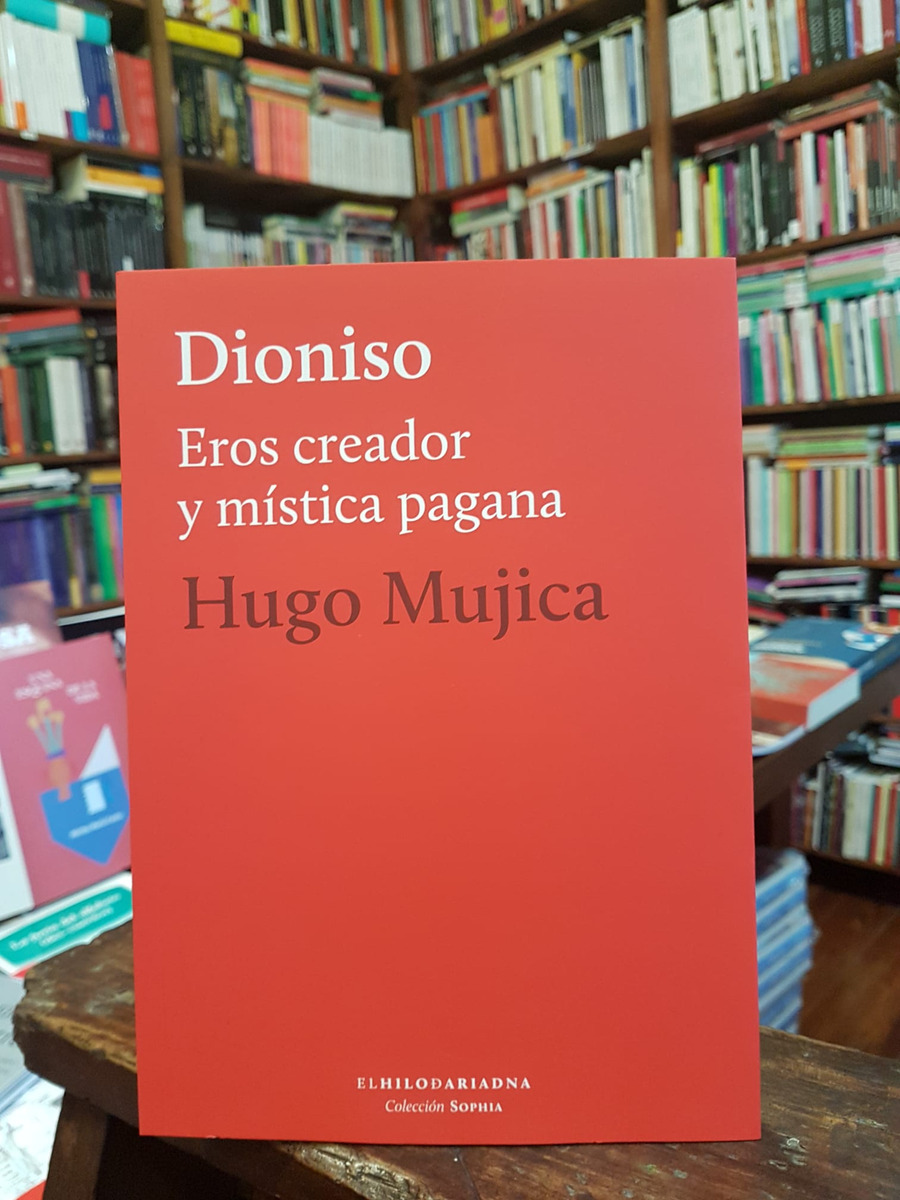 Dioniso
Eros creador
y mística pagana
Hugo Mujica
ELHILODARIADNA
Colección SOPHIA